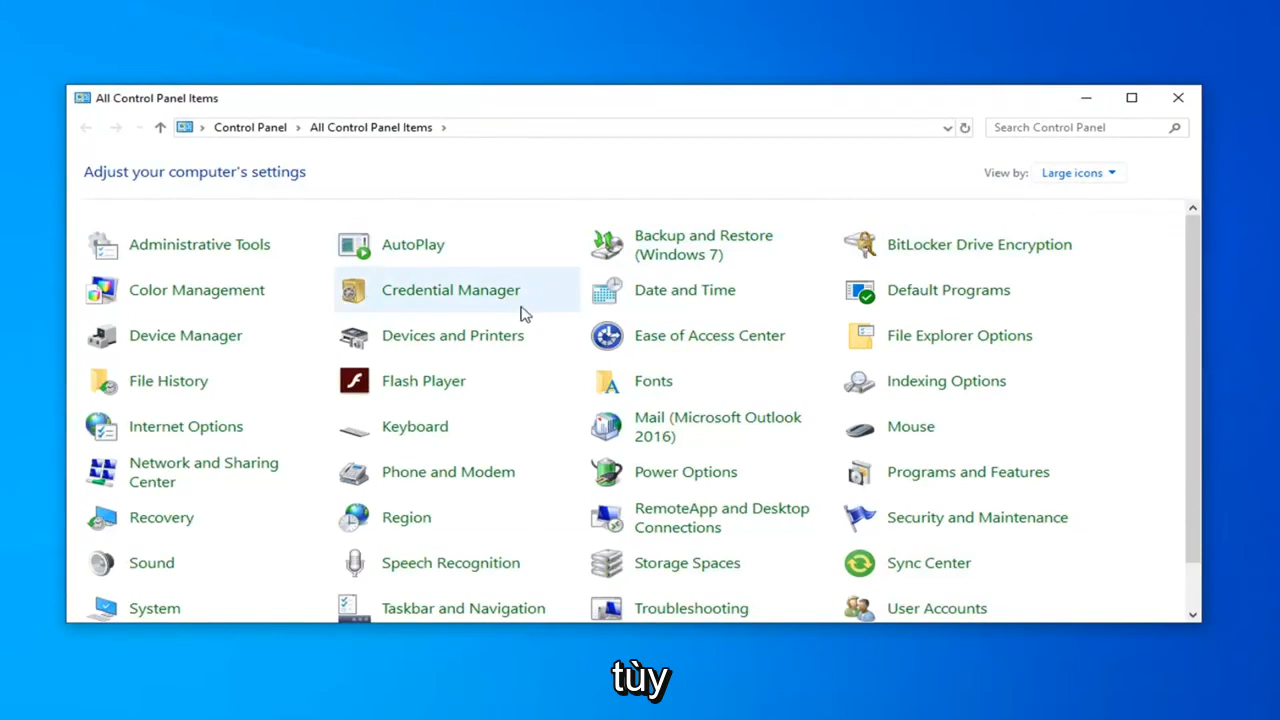 All Control Panel Items
Control Panel All Control Panel Items
Search Control Panel
Adjust your computer's settings
View by: Large icons
Administrative Tools
AutoPlay
Backup and Restore
(Windows 7)
BitLocker Drive Encryption
Color Management
Credential Manager
Date and Time
Default Programs
Device Manager
Devices and Printers
Ease of Access Center
File Explorer Options
File History
Flash Player
Fonts
Indexing Options
Internet Options
Keyboard
Mail (Microsoft Outlook
2016)
Mouse
Network and Sharing
Center
Phone and Modem
Power Options
Programs and Features
Recovery
Region
RemoteApp and Desktop
Connections
Security and Maintenance
Sound
Speech Recognition
Storage Spaces
Sync Center
System
Taskbar and Navigation
Troubleshooting
User Accounts
tùy